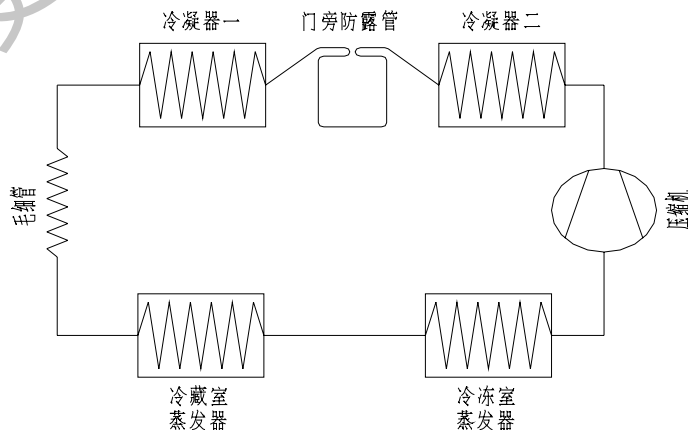 冷凝器一
门旁防露管
冷凝器二
毛细管
压缩机
冷藏室
蒸发器
冷冻室
蒸发器